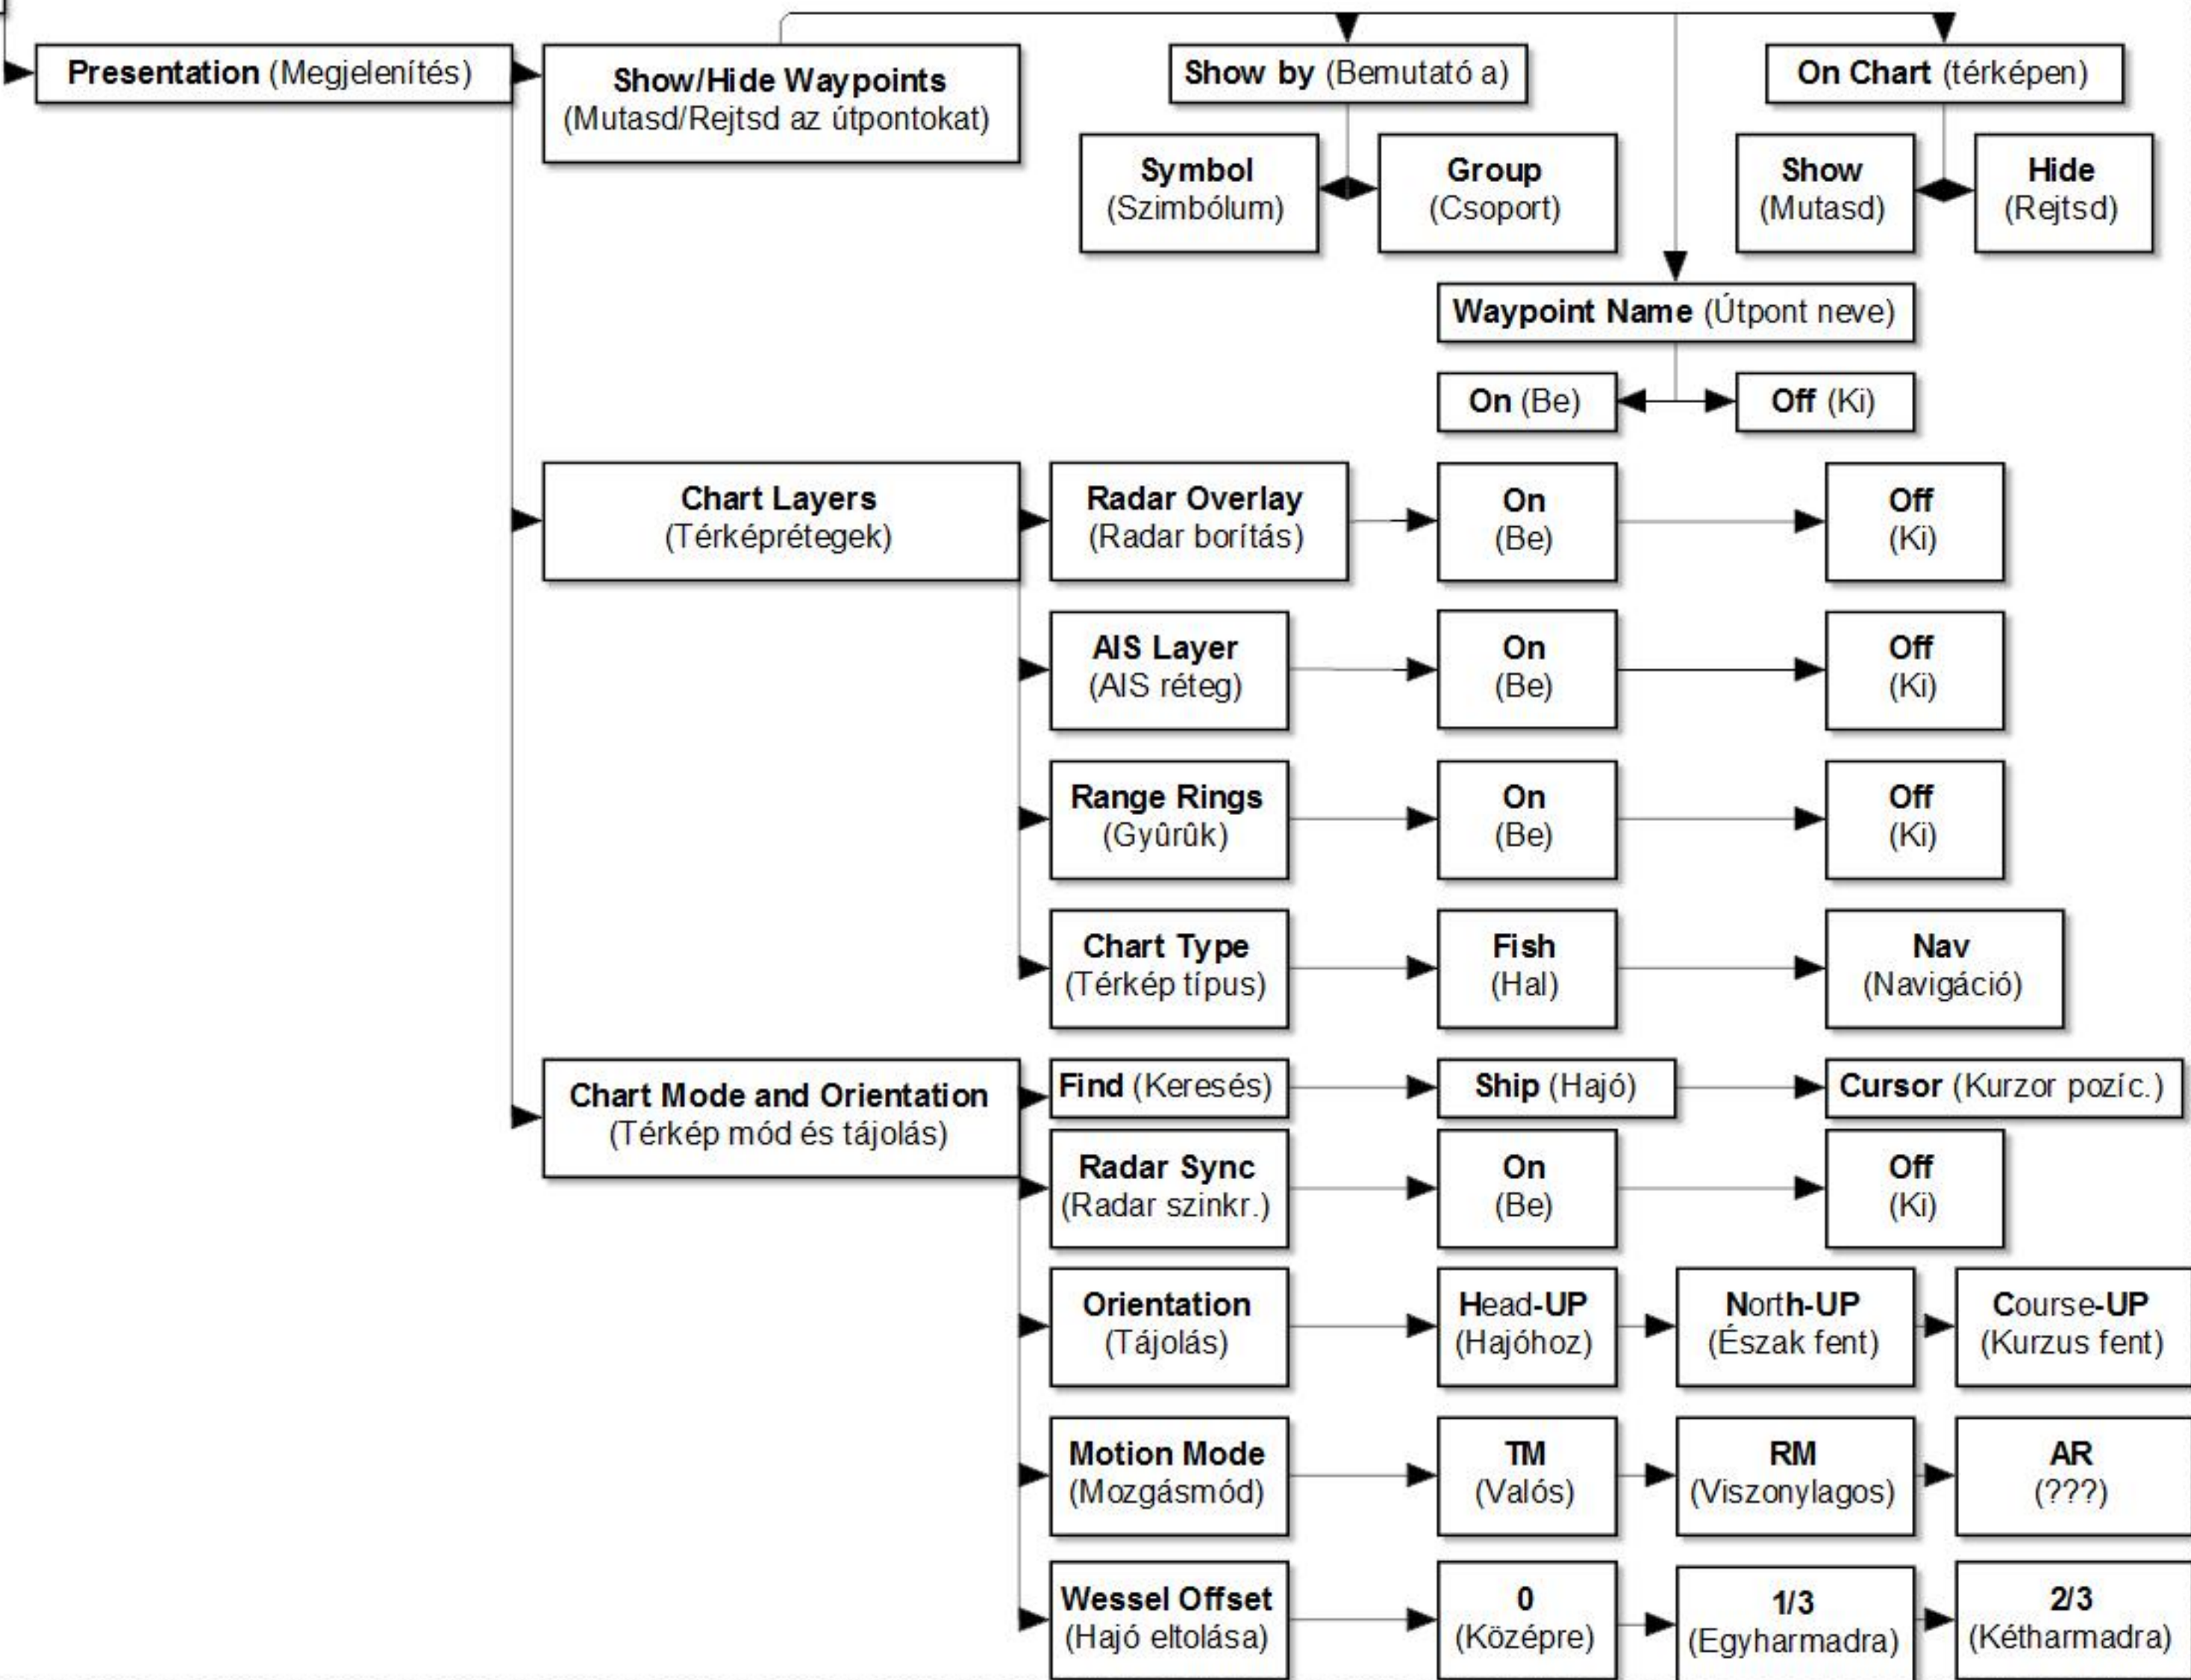 Presentation (Megjelenítés)
Show/Hide Waypoints
(Mutasd/Rejtsd az útpontokat)
Show by (Bemutató a)
On Chart (térképen)
Symbol
(Szimbólum)
Group
(Csoport)
Show
(Mutasd)
Hide
(Rejtsd)
Waypoint Name (Útpont neve)
On (Be)
Off (Ki)
Chart Layers
(Térképrétegek)
Radar Overlay
(Radar borítás)
On
(Be)
Off
(Ki)
AIS Layer
(AIS réteg)
On
(Be)
Off
(Ki)
Range Rings
(Gyûrûk)
On
(Be)
Off
(Ki)
Chart Type
(Térkép típus)
Fish
(Hal)
Nav
(Navigáció)
Chart Mode and Orientation
(Térkép mód és tájolás)
Find (Keresés)
Ship (Hajó)
Cursor (Kurzor pozíc.)
Radar Sync
(Radar szinkr.)
On
(Be)
Off
(Ki)
Orientation
(Tájolás)
Head-UP
(Hajóhoz)
North-UP
(Észak fent)
Course-UP
(Kurzus fent)
Motion Mode
(Mozgásmód)
TM
(Valós)
RM
(Viszonylagos)
AR
(???)
Wessel Offset
(Hajó eltolása)
0
(Középre)
1/3
(Egyharmadra)
2/3
(Kétharmadra)